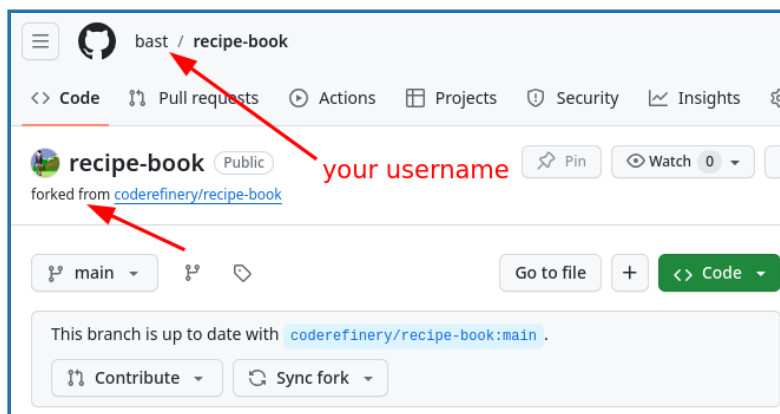 bast / recipe-book
Code Pull requests Actions Projects Security Insights
recipe-book Public your username Pin Watch 0
forked from coderefinery/recipe-book
main Go to file + Code
This branch is up to date with coderefinery/recipe-book:main.
Contribute Sync fork